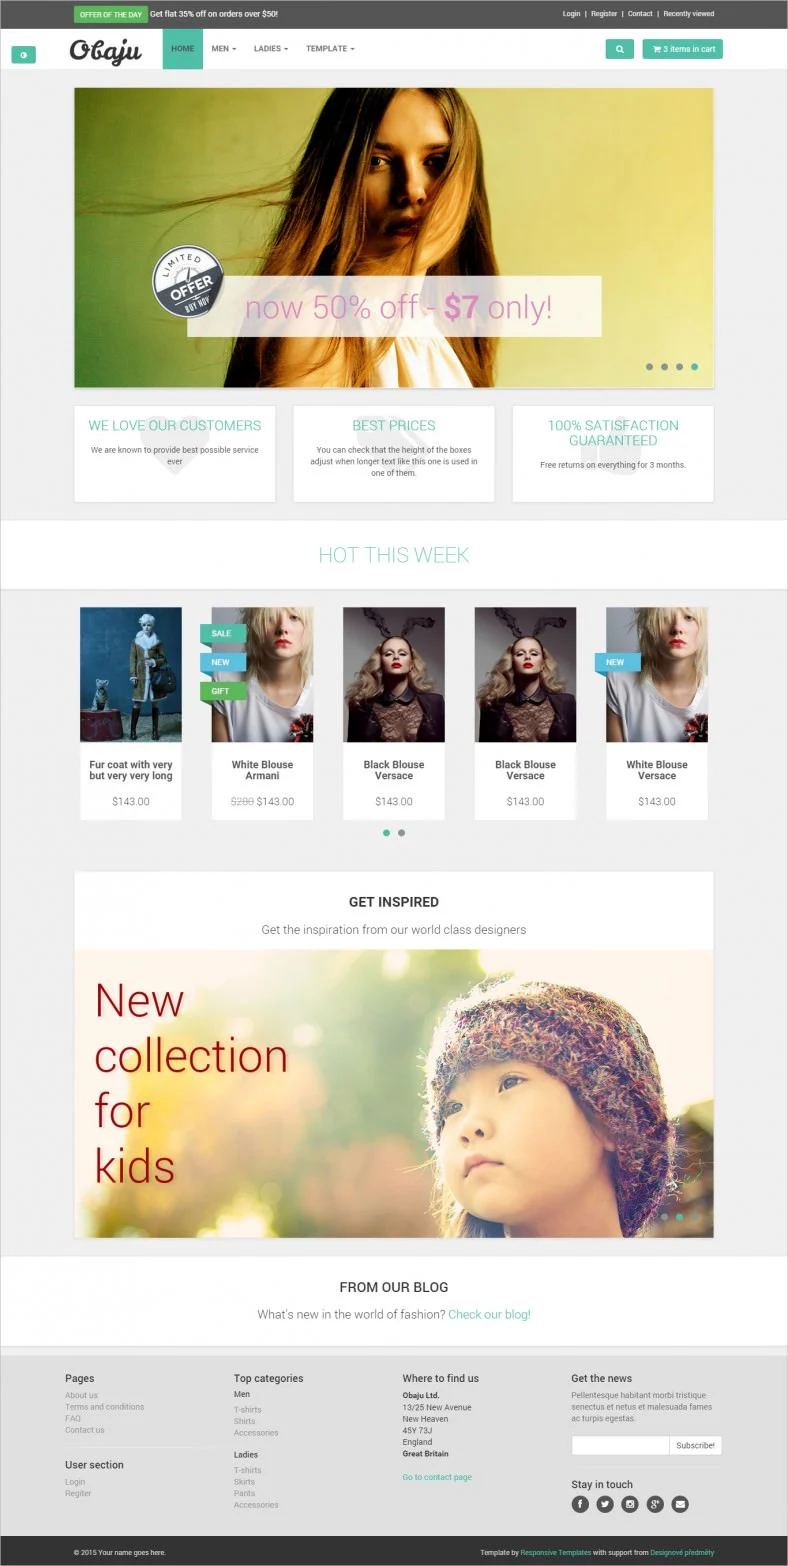 OFFER OF THE DAY Get flat 35% off on orders over $50!
Login | Register | Contact | Recently viewed
Obaju
HOME MEN LADIES TEMPLATE
3 items in cart
LIMITED
OFFER
BUY NOW
now 50% off - $7 only!
WE LOVE OUR CUSTOMERS
We are known to provide best possible service
ever
BEST PRICES
You can check that the height of the boxes
adjust when longer text like this one is used in
one of them.
100% SATISFACTION
GUARANTEED
Free returns on everything for 3 months.
HOT THIS WEEK
Fur coat with very
but very very long
$143.00
SALE
NEW
GIFT
White Blouse
Armani
$280 $143.00
Black Blouse
Versace
$143.00
Black Blouse
Versace
$143.00
NEW
White Blouse
Versace
$143.00
GET INSPIRED
Get the inspiration from our world class designers
New
collection
for
kids
FROM OUR BLOG
What's new in the world of fashion? Check our blog!
Pages
About us
Terms and conditions
FAQ
Contact us
User section
Login
Regiter
Top categories
Men
T-shirts
Shirts
Accessories
Ladies
T-shirts
Skirts
Pants
Accessories
Where to find us
Obaju Ltd.
13/25 New Avenue
New Heaven
45Y 73J
England
Great Britain
Go to contact page
Get the news
Pellentesque habitant morbi tristique
senectus et netus et malesuada fames
ac turpis egestas.
Subscribe!
Stay in touch
© 2015 Your name goes here.
Template by Responsive Templates with support from Designové předměty